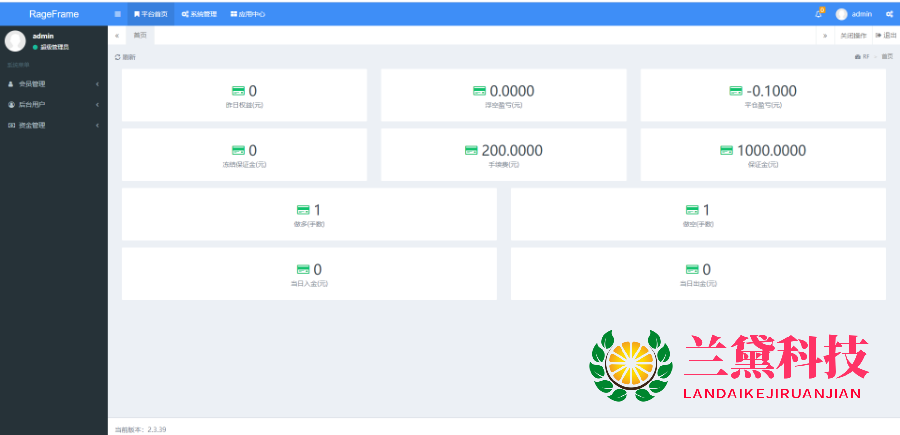 RageFrame
平台首页 系统管理 应用中心
admin
admin
超级管理员
系统菜单
会员管理
后台用户
资金管理
首页
关闭操作 退出
刷新
首页
0
昨日权益(元)
0.0000
浮空盈亏(元)
-0.1000
平仓盈亏(元)
0
冻结保证金(元)
200.0000
手续费(元)
1000.0000
保证金(元)
1
做多(手数)
1
做空(手数)
0
当日入金(元)
0
当日出金(元)
兰黛科技
LANDAIKEJIRUANJIAN
当前版本：2.3.39